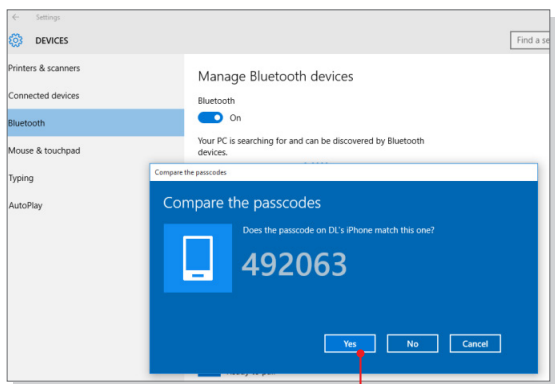 ← Settings
DEVICES
Find a se
Printers & scanners
Connected devices
Bluetooth
Mouse & touchpad
Typing
AutoPlay
Manage Bluetooth devices
Bluetooth
On
Your PC is searching for and can be discovered by Bluetooth
devices.
Compare the passcodes
Compare the passcodes
Does the passcode on DL's iPhone match this one?
492063
Yes No Cancel